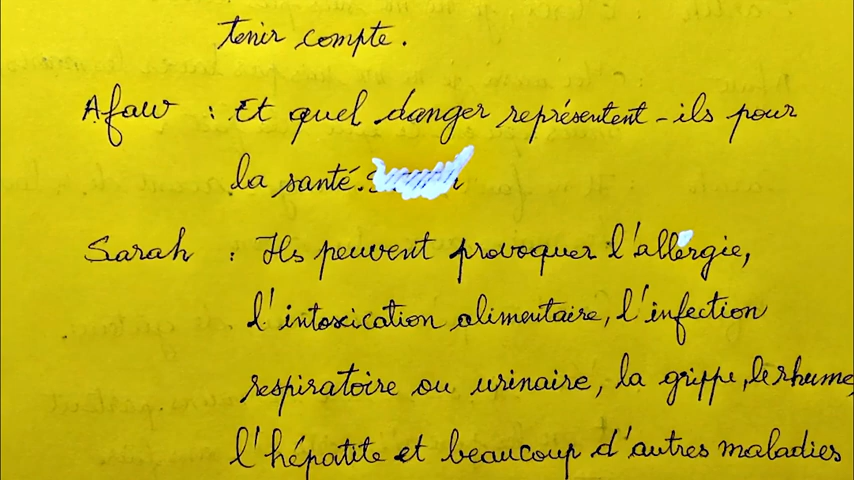 tenir compte.
Afaw : Et quel danger représentent-ils pour
la santé.
Sarah : Ils peuvent provoquer l'allergie,
l'intoxication alimentaire, l'infection
respiratoire ou urinaire, la grippe, le rhume,
l'hépatite et beaucoup d'autres maladies